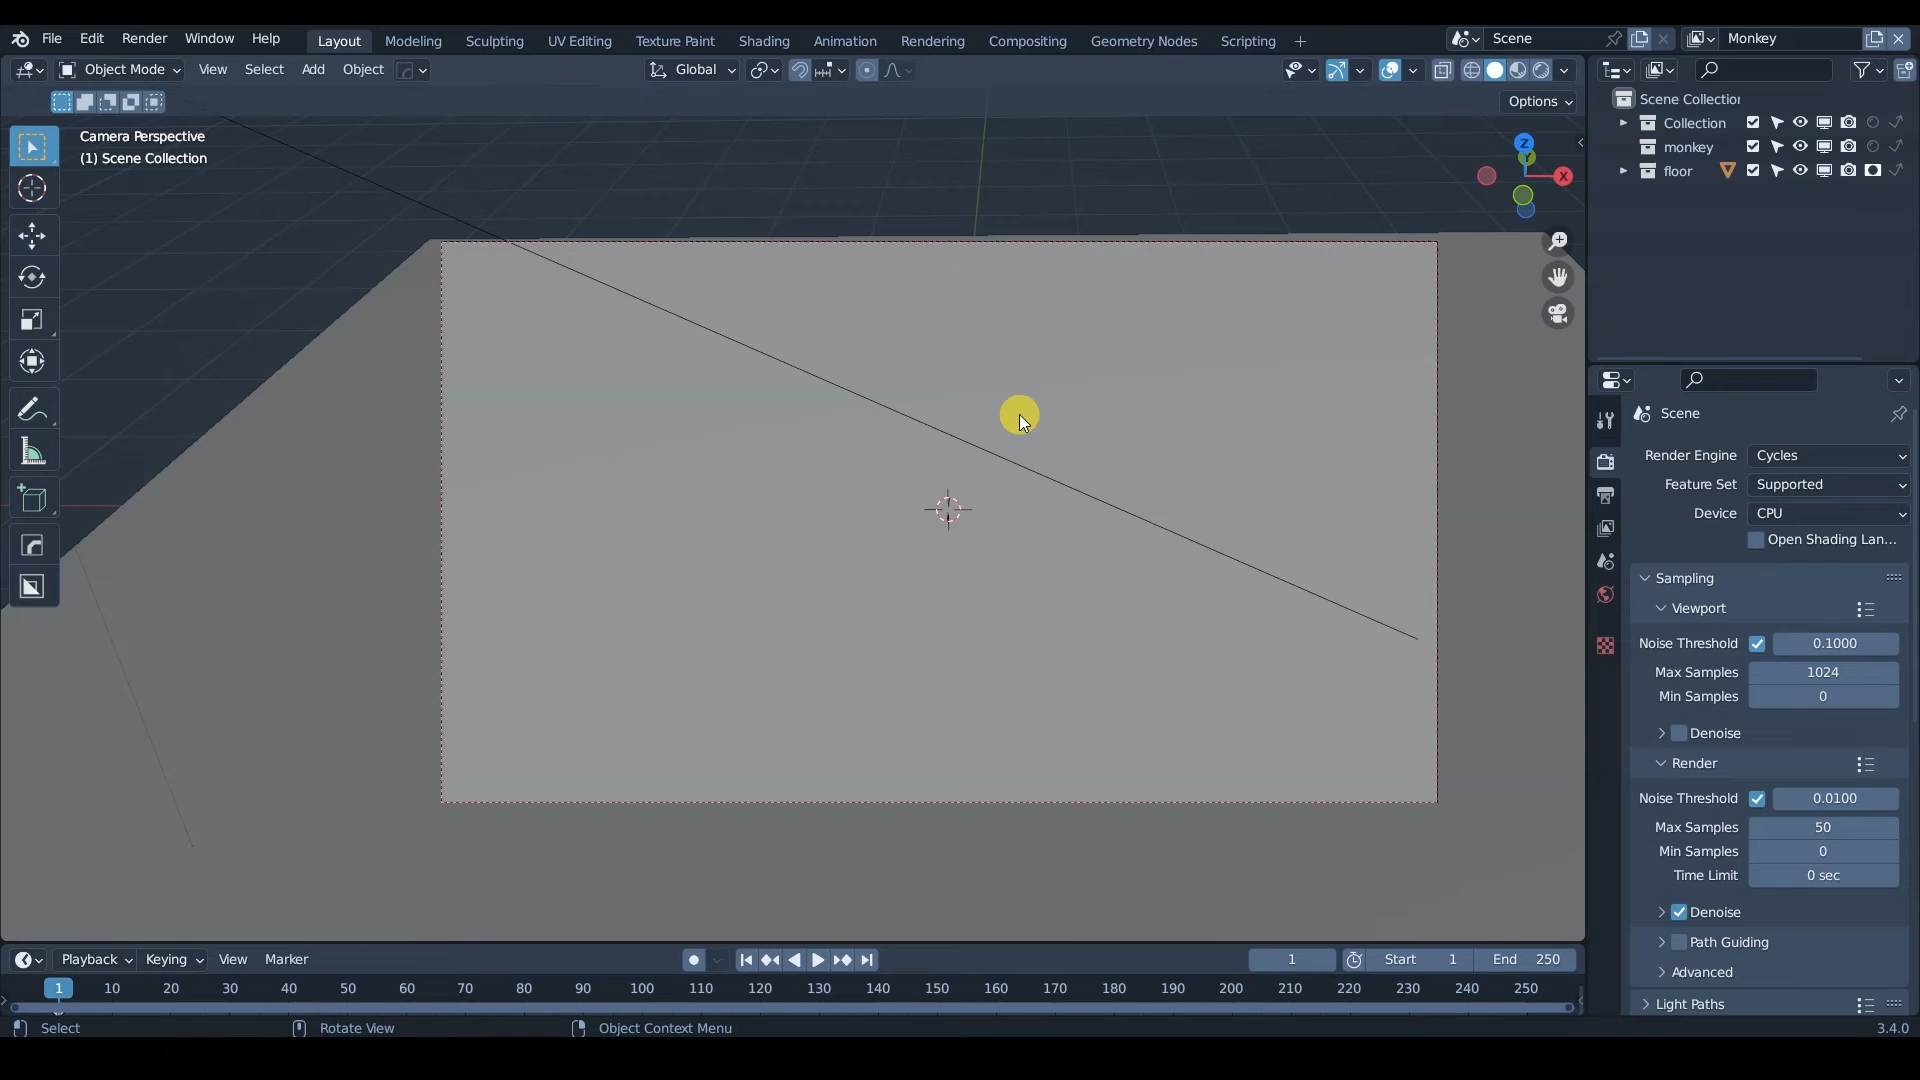 File Edit Render Window Help Layout Modeling Sculpting UV Editing Texture Paint Shading Animation Rendering Compositing Geometry Nodes Scripting + Scene Monkey
Object Mode View Select Add Object Global
Options
Camera Perspective
(1) Scene Collection
Z
Y
X
Scene Collection
Collection
monkey
floor
Scene
Render Engine Cycles
Feature Set Supported
Device CPU
Open Shading Lan...
Sampling
Viewport
Noise Threshold 0.1000
Max Samples 1024
Min Samples 0
Denoise
Render
Noise Threshold 0.0100
Max Samples 50
Min Samples 0
Time Limit 0 sec
Denoise
Path Guiding
Advanced
Light Paths
Playback Keying View Marker 1 Start 1 End 250
1 10 20 30 40 50 60 70 80 90 100 110 120 130 140 150 160 170 180 190 200 210 220 230 240 250
Select Rotate View Object Context Menu 3.4.0